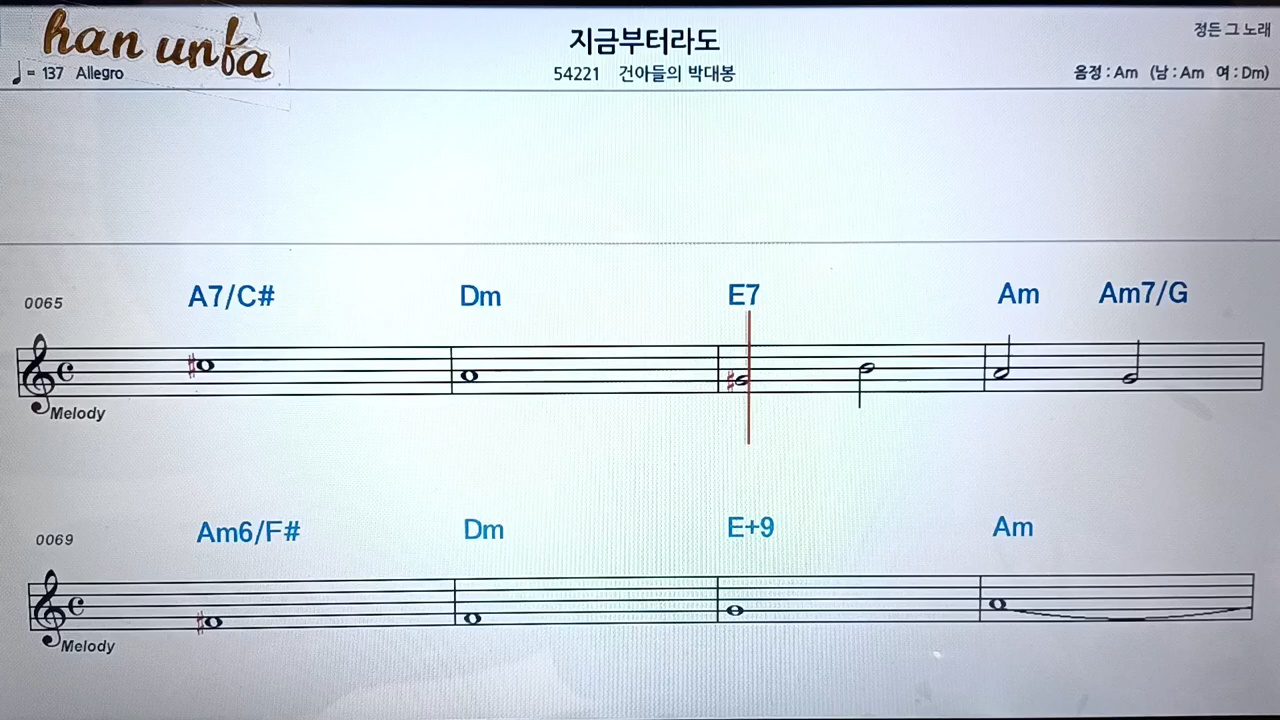 han unfa
♩= 137 Allegro
지금부터라도
54221 건아들의 박대봉
정든 그 노래
음정 : Am (남 : Am 여 : Dm)
0065
A7/C# Dm E7 Am Am7/G
Melody
0069
Am6/F# Dm E+9 Am
Melody